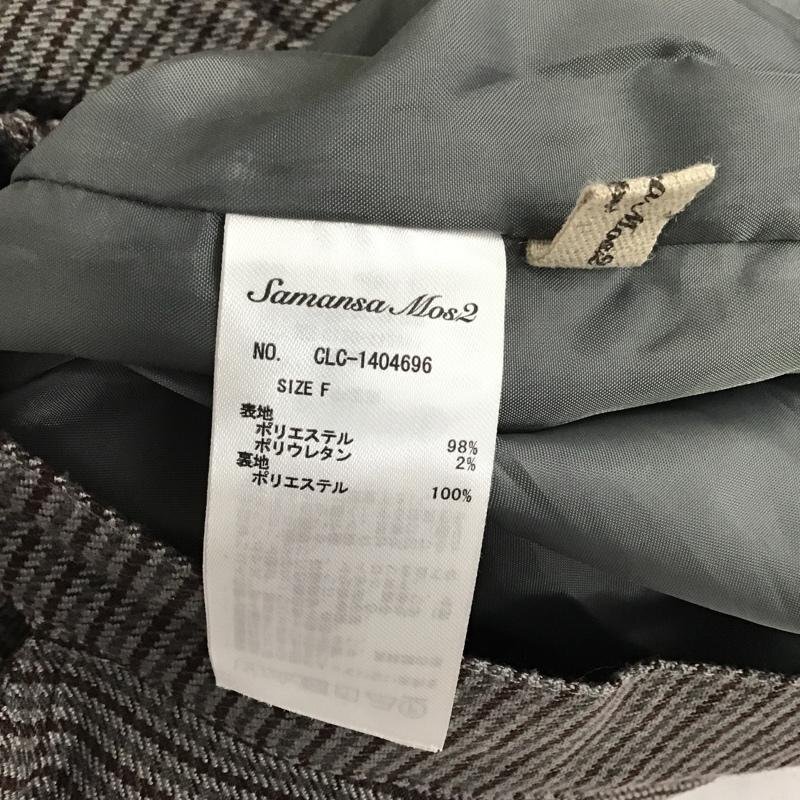 Samansa Mos2
NO. CLC-1404696
SIZE F
表地
ポリエステル 98%
ポリウレタン 2%
裏地
ポリエステル 100%
Mos2